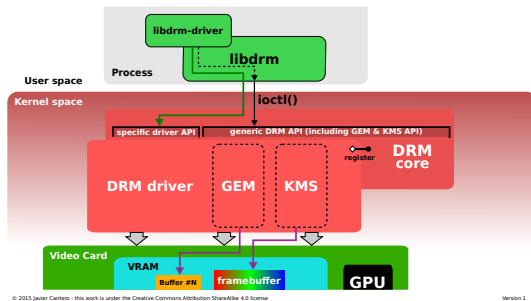 libdrm-driver
libdrm
Process
User space
ioctl()
Kernel space
specific driver API
generic DRM API (including GEM & KMS API)
register
DRM
core
DRM driver
GEM
KMS
Video Card
VRAM
Buffer #N
framebuffer
GPU
© 2015 Javier Cantero - this work is under the Creative Commons Attribution ShareAlike 4.0 license
Version 1